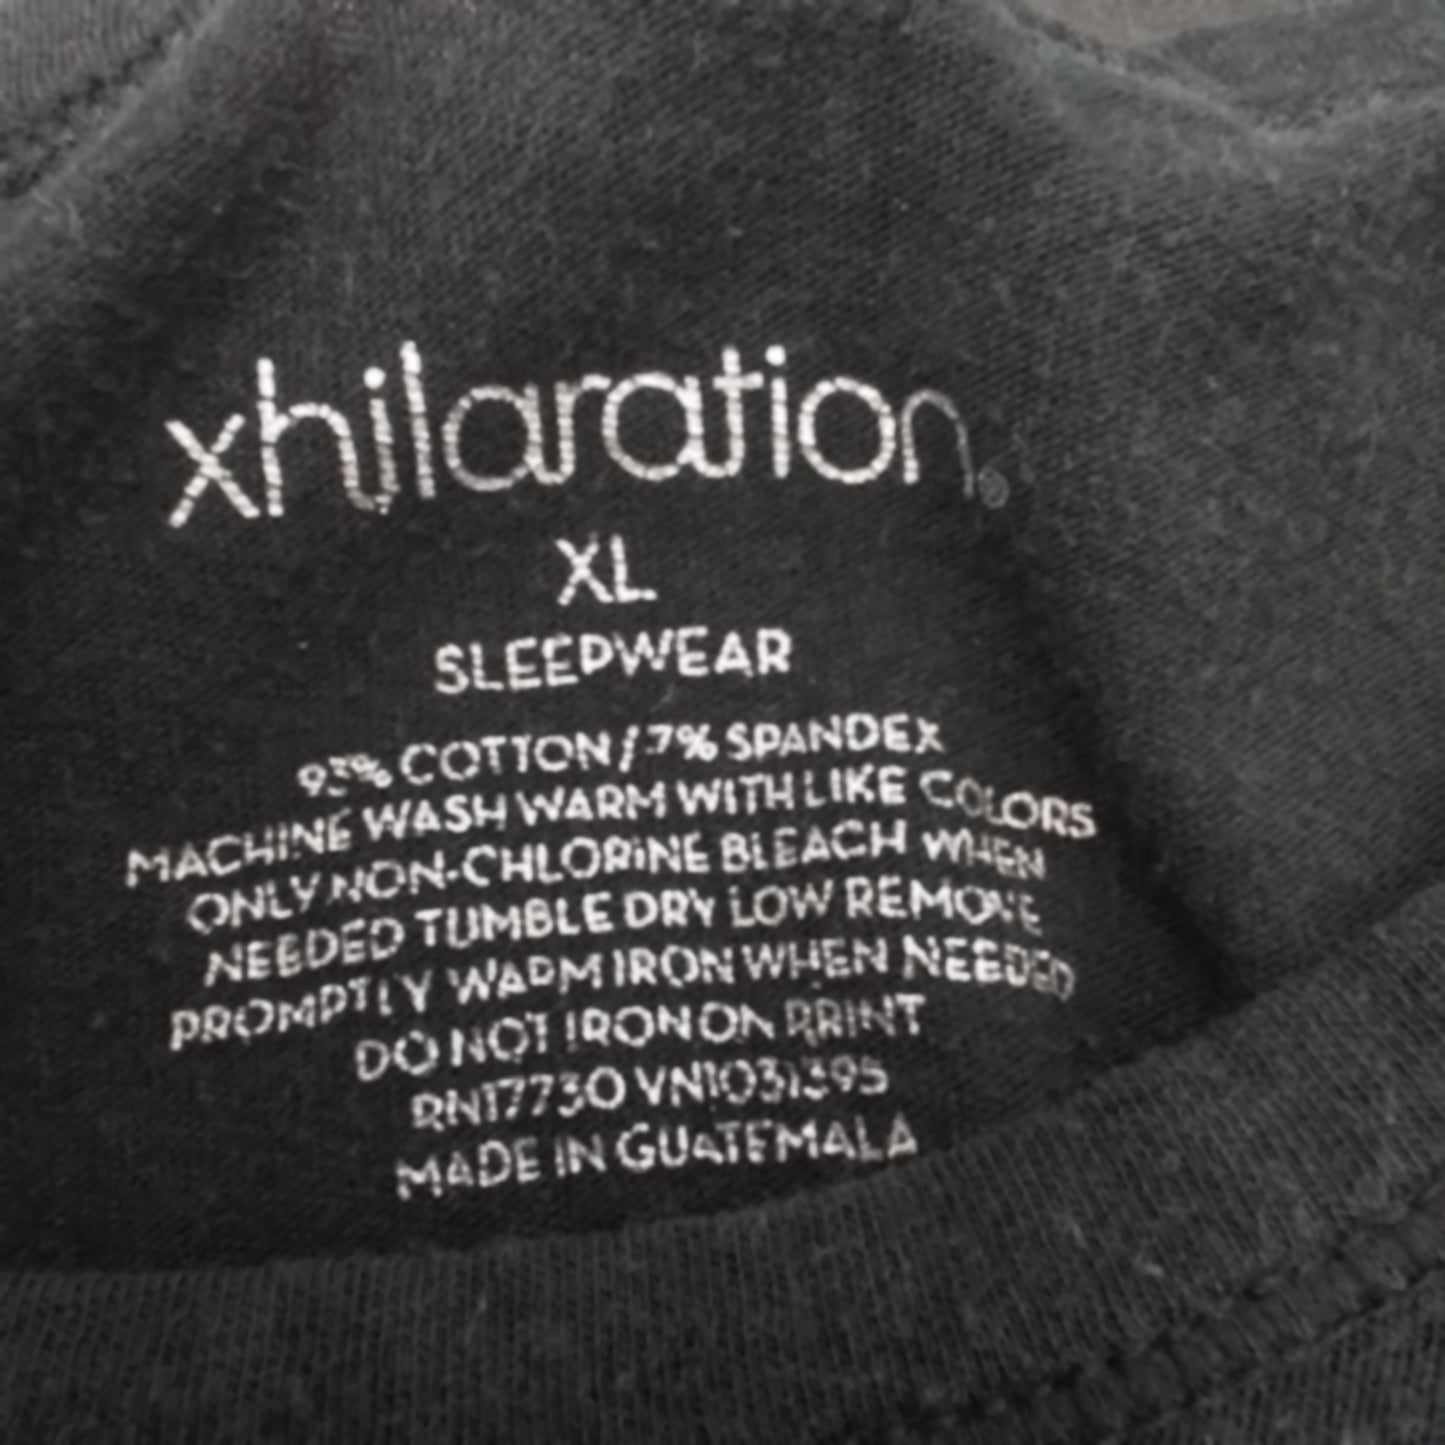 xhilaration®
XL
SLEEPWEAR
93% COTTON/7% SPANDEX
MACHINE WASH WARM WITH LIKE COLORS
ONLY NON-CHLORINE BLEACH WHEN
NEEDED TUMBLE DRY LOW REMOVE
PROMPTLY WARM IRON WHEN NEEDED
DO NOT IRON ON PRINT
RN17730 VN1031395
MADE IN GUATEMALA